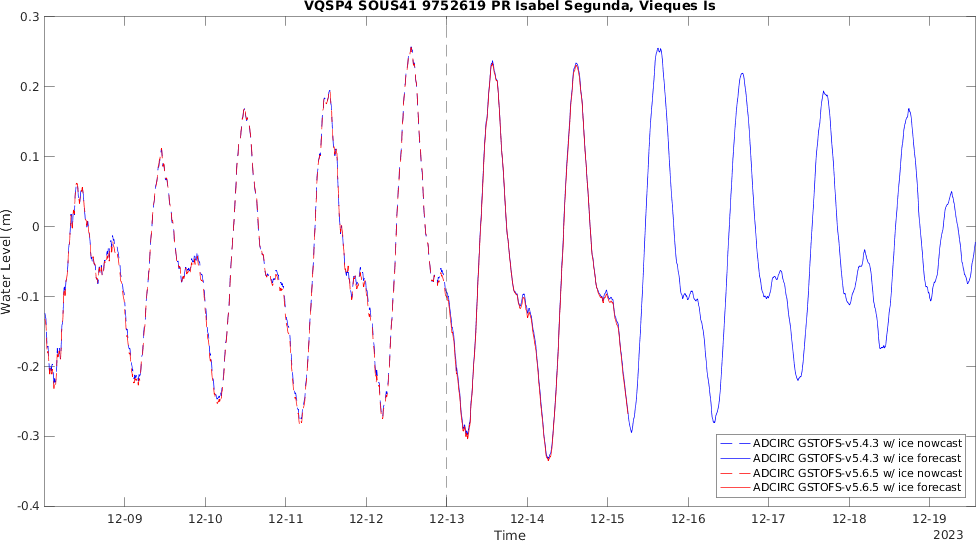 VQSP4 SOUS41 9752619 PR Isabel Segunda, Vieques Is
0.3
0.2
0.1
0
-0.1
-0.2
-0.3
-0.4
Water Level (m)
ADCIRC GSTOFS-v5.4.3 w/ ice nowcast
ADCIRC GSTOFS-v5.4.3 w/ ice forecast
ADCIRC GSTOFS-v5.6.5 w/ ice nowcast
ADCIRC GSTOFS-v5.6.5 w/ ice forecast
12-09 12-10 12-11 12-12 12-13 12-14 12-15 12-16 12-17 12-18 12-19
Time
2023